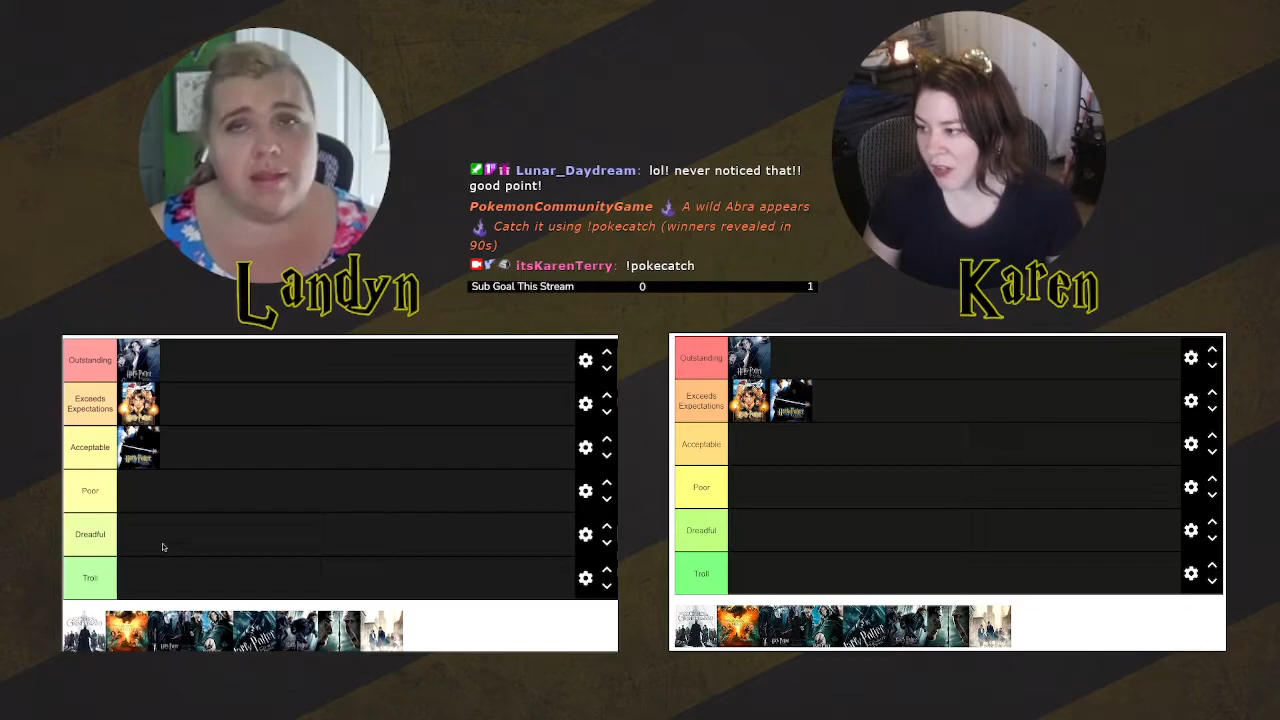 Lunar_Daydream: lol! never noticed that!!
good point!
PokemonCommunityGame A wild Abra appears
Catch it using !pokecatch (winners revealed in
90s)
itsKarenTerry: !pokecatch
Sub Goal This Stream 0 1
Landyn
Karen
Outstanding
Exceeds
Expectations
Acceptable
Poor
Dreadful
Troll
Outstanding
Exceeds
Expectations
Acceptable
Poor
Dreadful
Troll